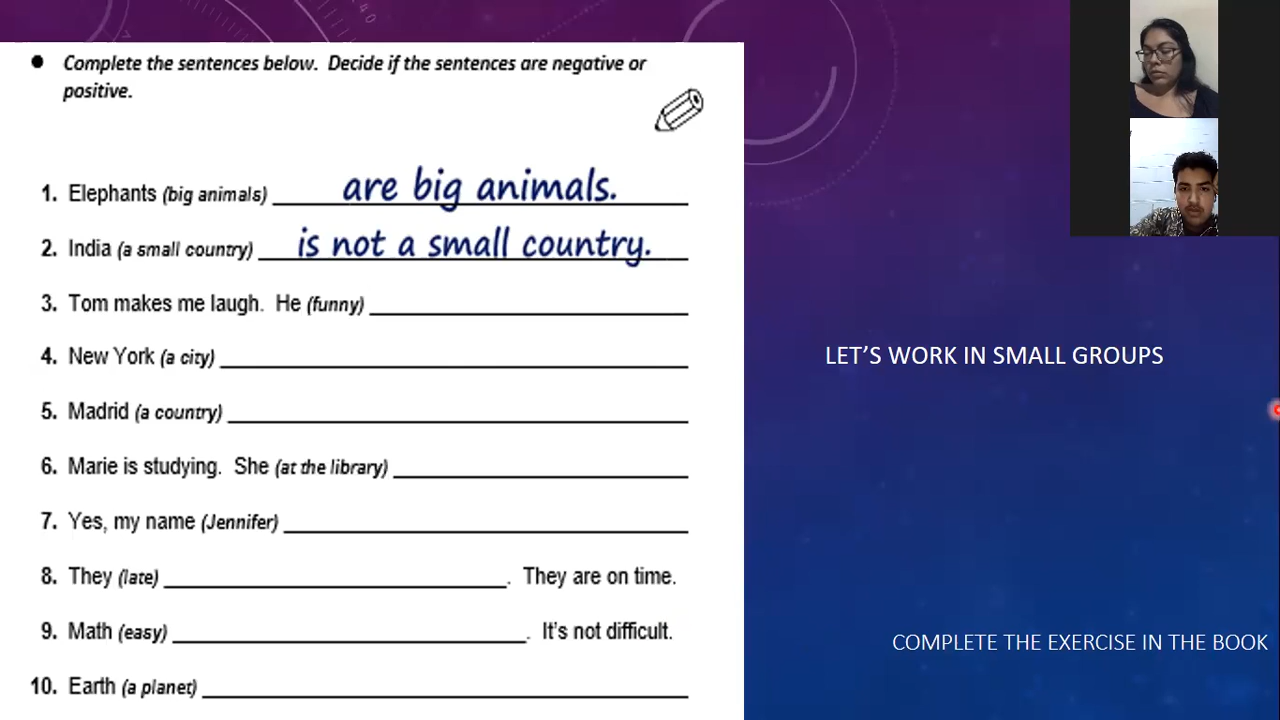 ● Complete the sentences below. Decide if the sentences are negative or
positive.
1. Elephants (big animals) are big animals.
2. India (a small country) is not a small country.
3. Tom makes me laugh. He (funny)
4. New York (a city)
5. Madrid (a country)
6. Marie is studying. She (at the library)
7. Yes, my name (Jennifer)
8. They (late) . They are on time.
9. Math (easy) . It's not difficult.
10. Earth (a planet)
LET’S WORK IN SMALL GROUPS
COMPLETE THE EXERCISE IN THE BOOK